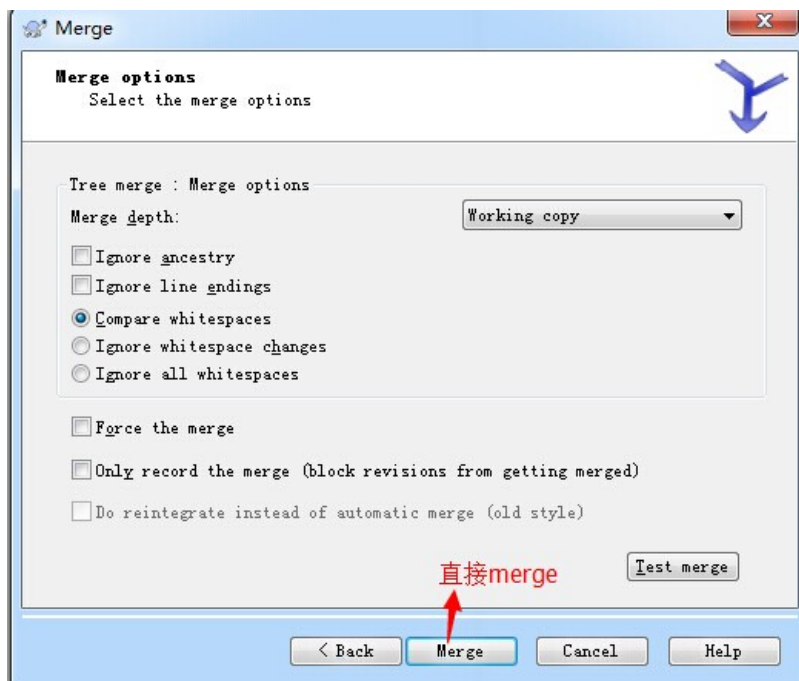 Merge
Merge options
Select the merge options
Tree merge : Merge options
Merge depth:
Working copy
Ignore ancestry
Ignore line endings
Compare whitespaces
Ignore whitespace changes
Ignore all whitespaces
Force the merge
Only record the merge (block revisions from getting merged)
Do reintegrate instead of automatic merge (old style)
直接merge
Test merge
< Back
Merge
Cancel
Help